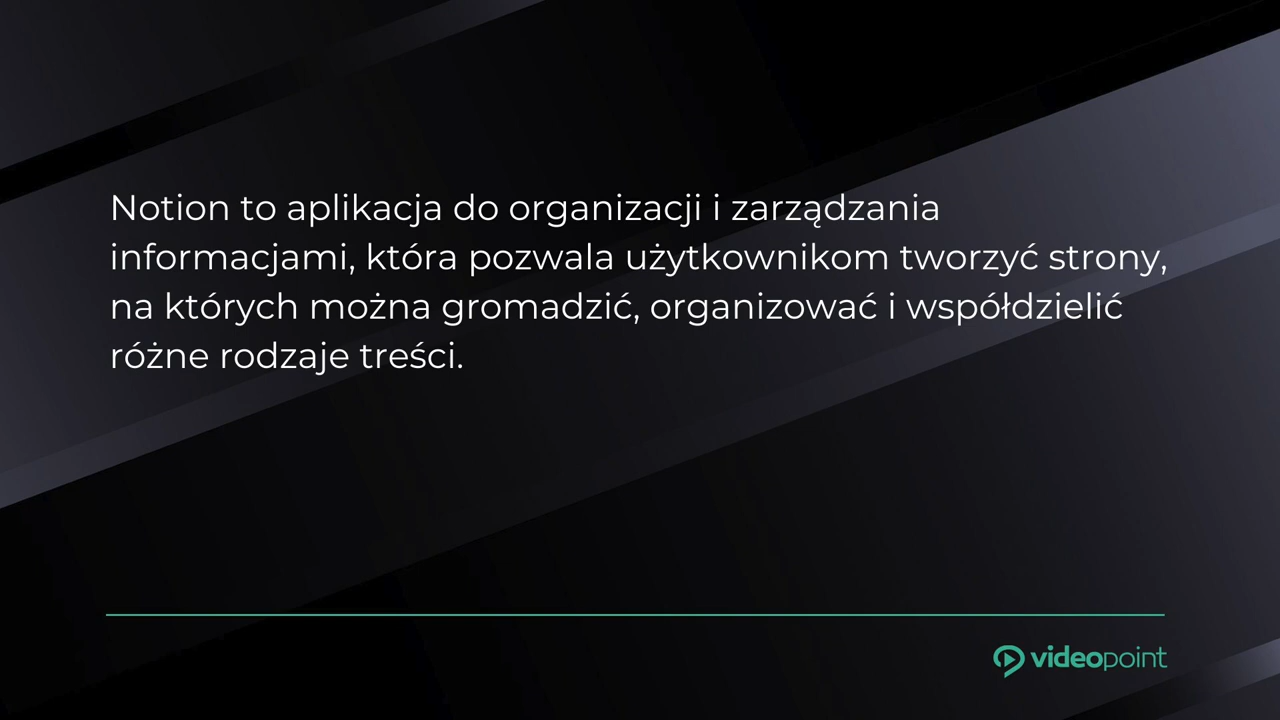 Notion to aplikacja do organizacji i zarządzania
informacjami, która pozwala użytkownikom tworzyć strony,
na których można gromadzić, organizować i współdzielić
różne rodzaje treści.
videopoint